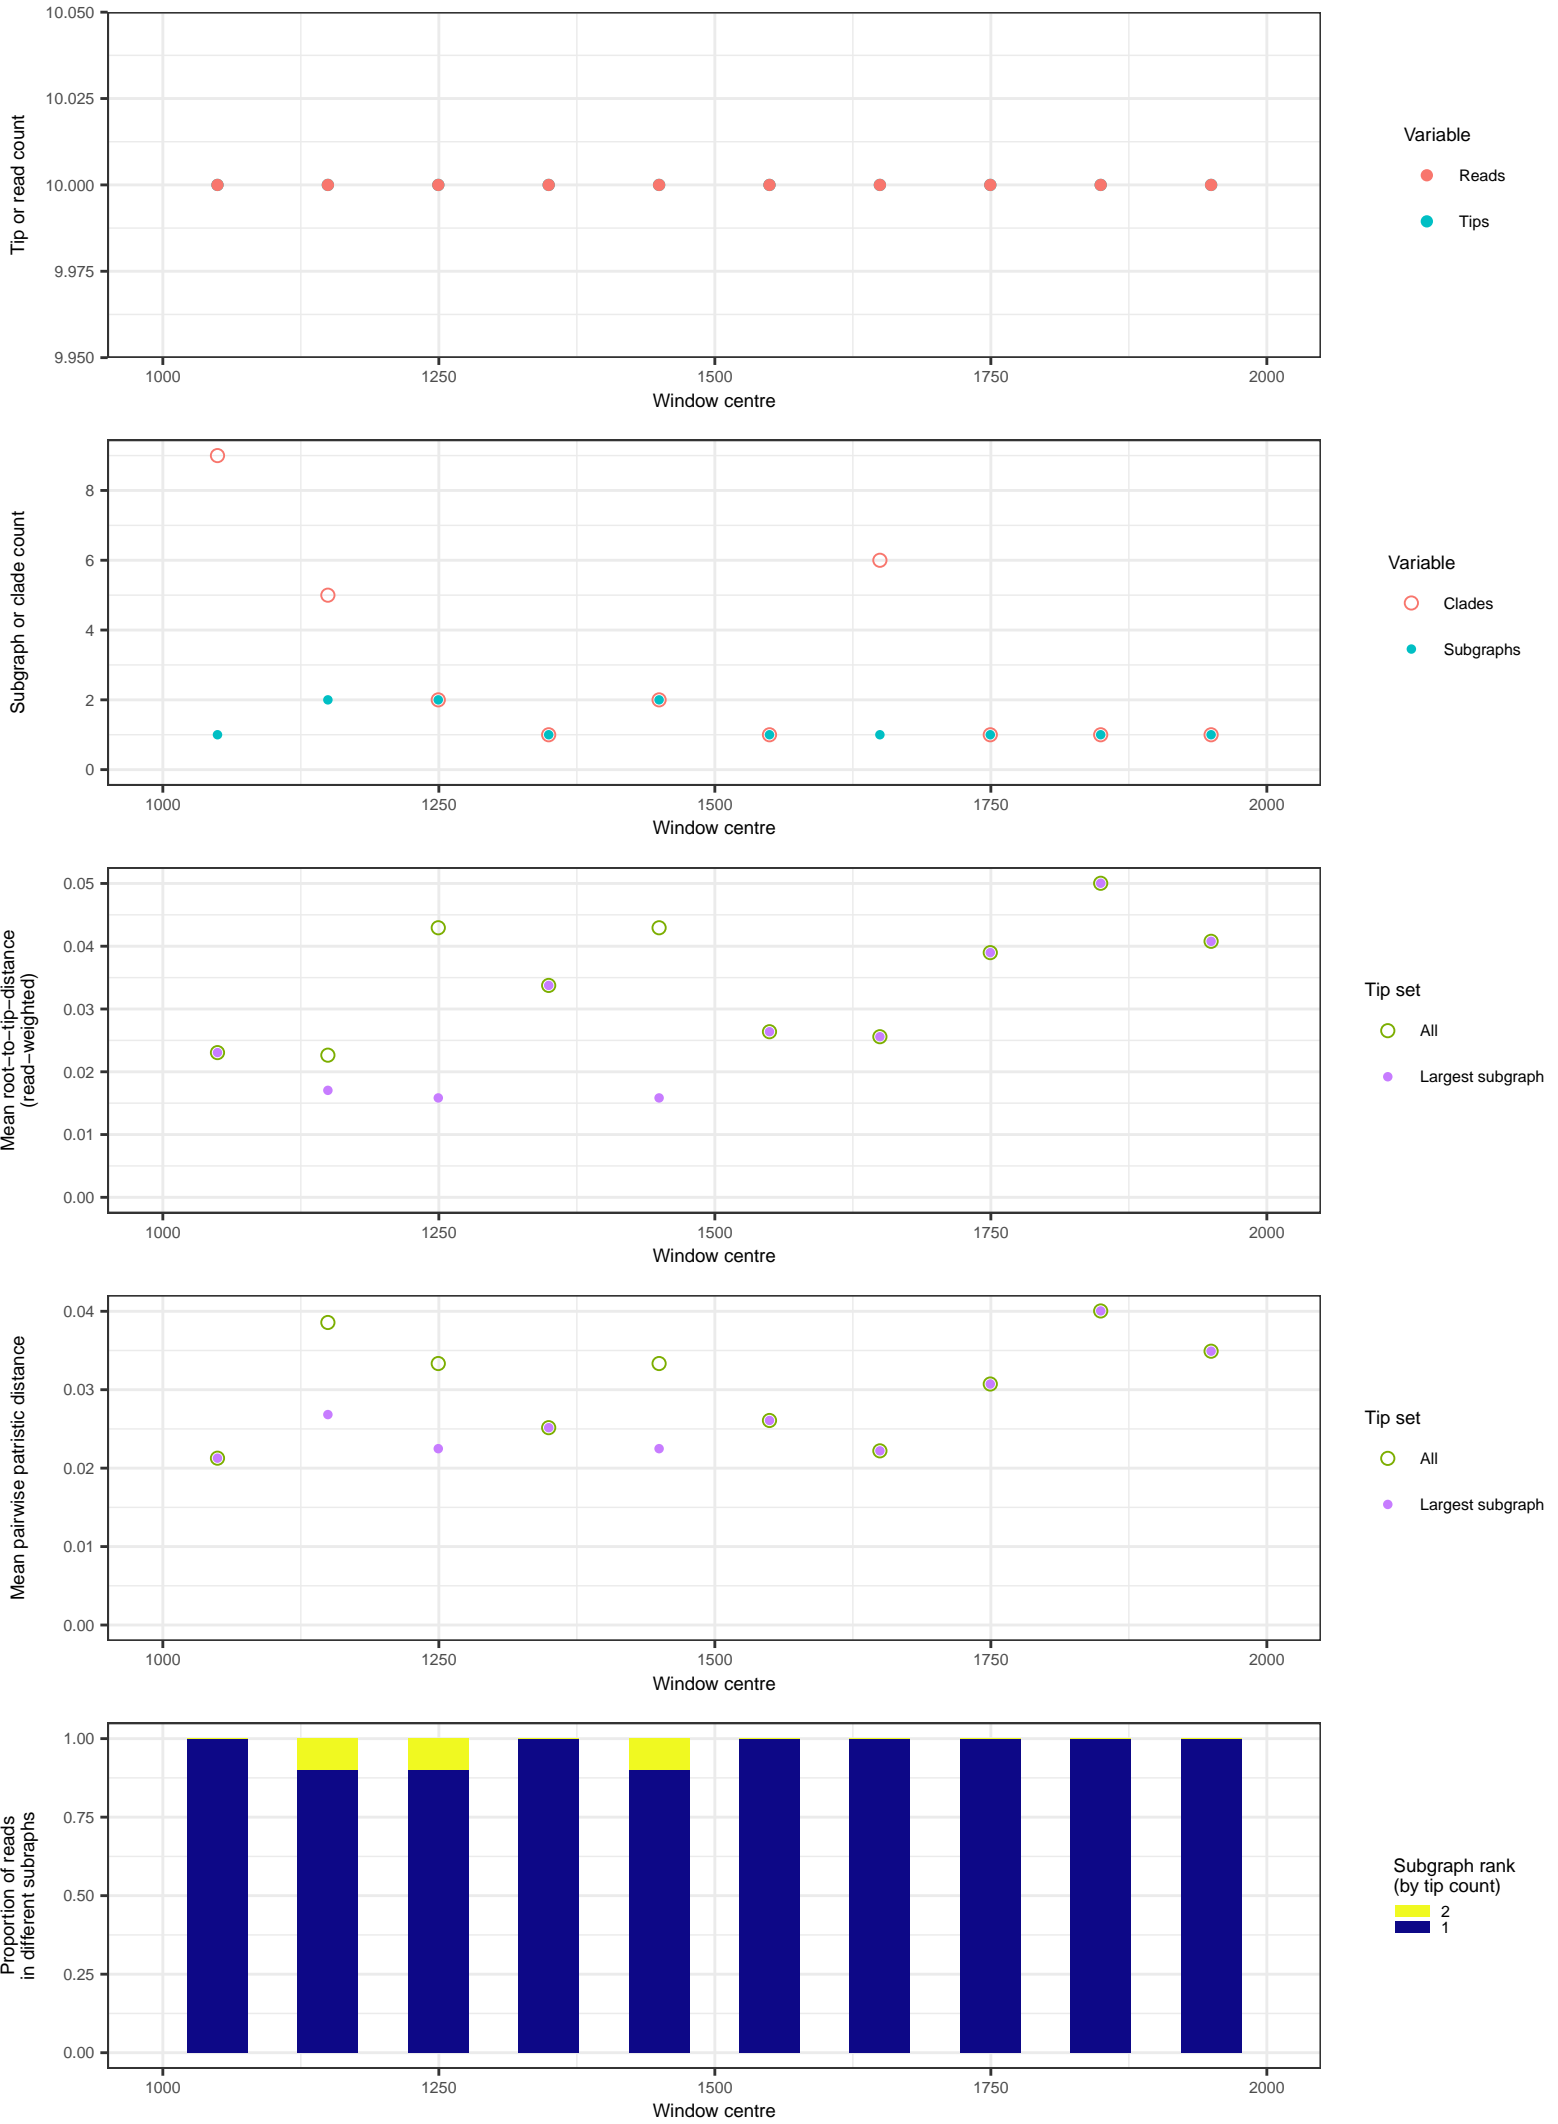 10.050
10.025
10.000
9.975
9.950
Tip or read count
1000 1250 1500 1750 2000
Window centre
Variable
Reads
Tips
8
6
4
2
0
Subgraph or clade count
1000 1250 1500 1750 2000
Window centre
Variable
Clades
Subgraphs
0.05
0.04
0.03
0.02
0.01
0.00
Mean root−to−tip−distance
(read−weighted)
1000 1250 1500 1750 2000
Window centre
Tip set
All
Largest subgraph
0.04
0.03
0.02
0.01
0.00
Mean pairwise patristic distance
1000 1250 1500 1750 2000
Window centre
Tip set
All
Largest subgraph
1.00
0.75
0.50
0.25
0.00
Proportion of reads
in different subraphs
1000 1250 1500 1750 2000
Window centre
Subgraph rank
(by tip count)
2
1